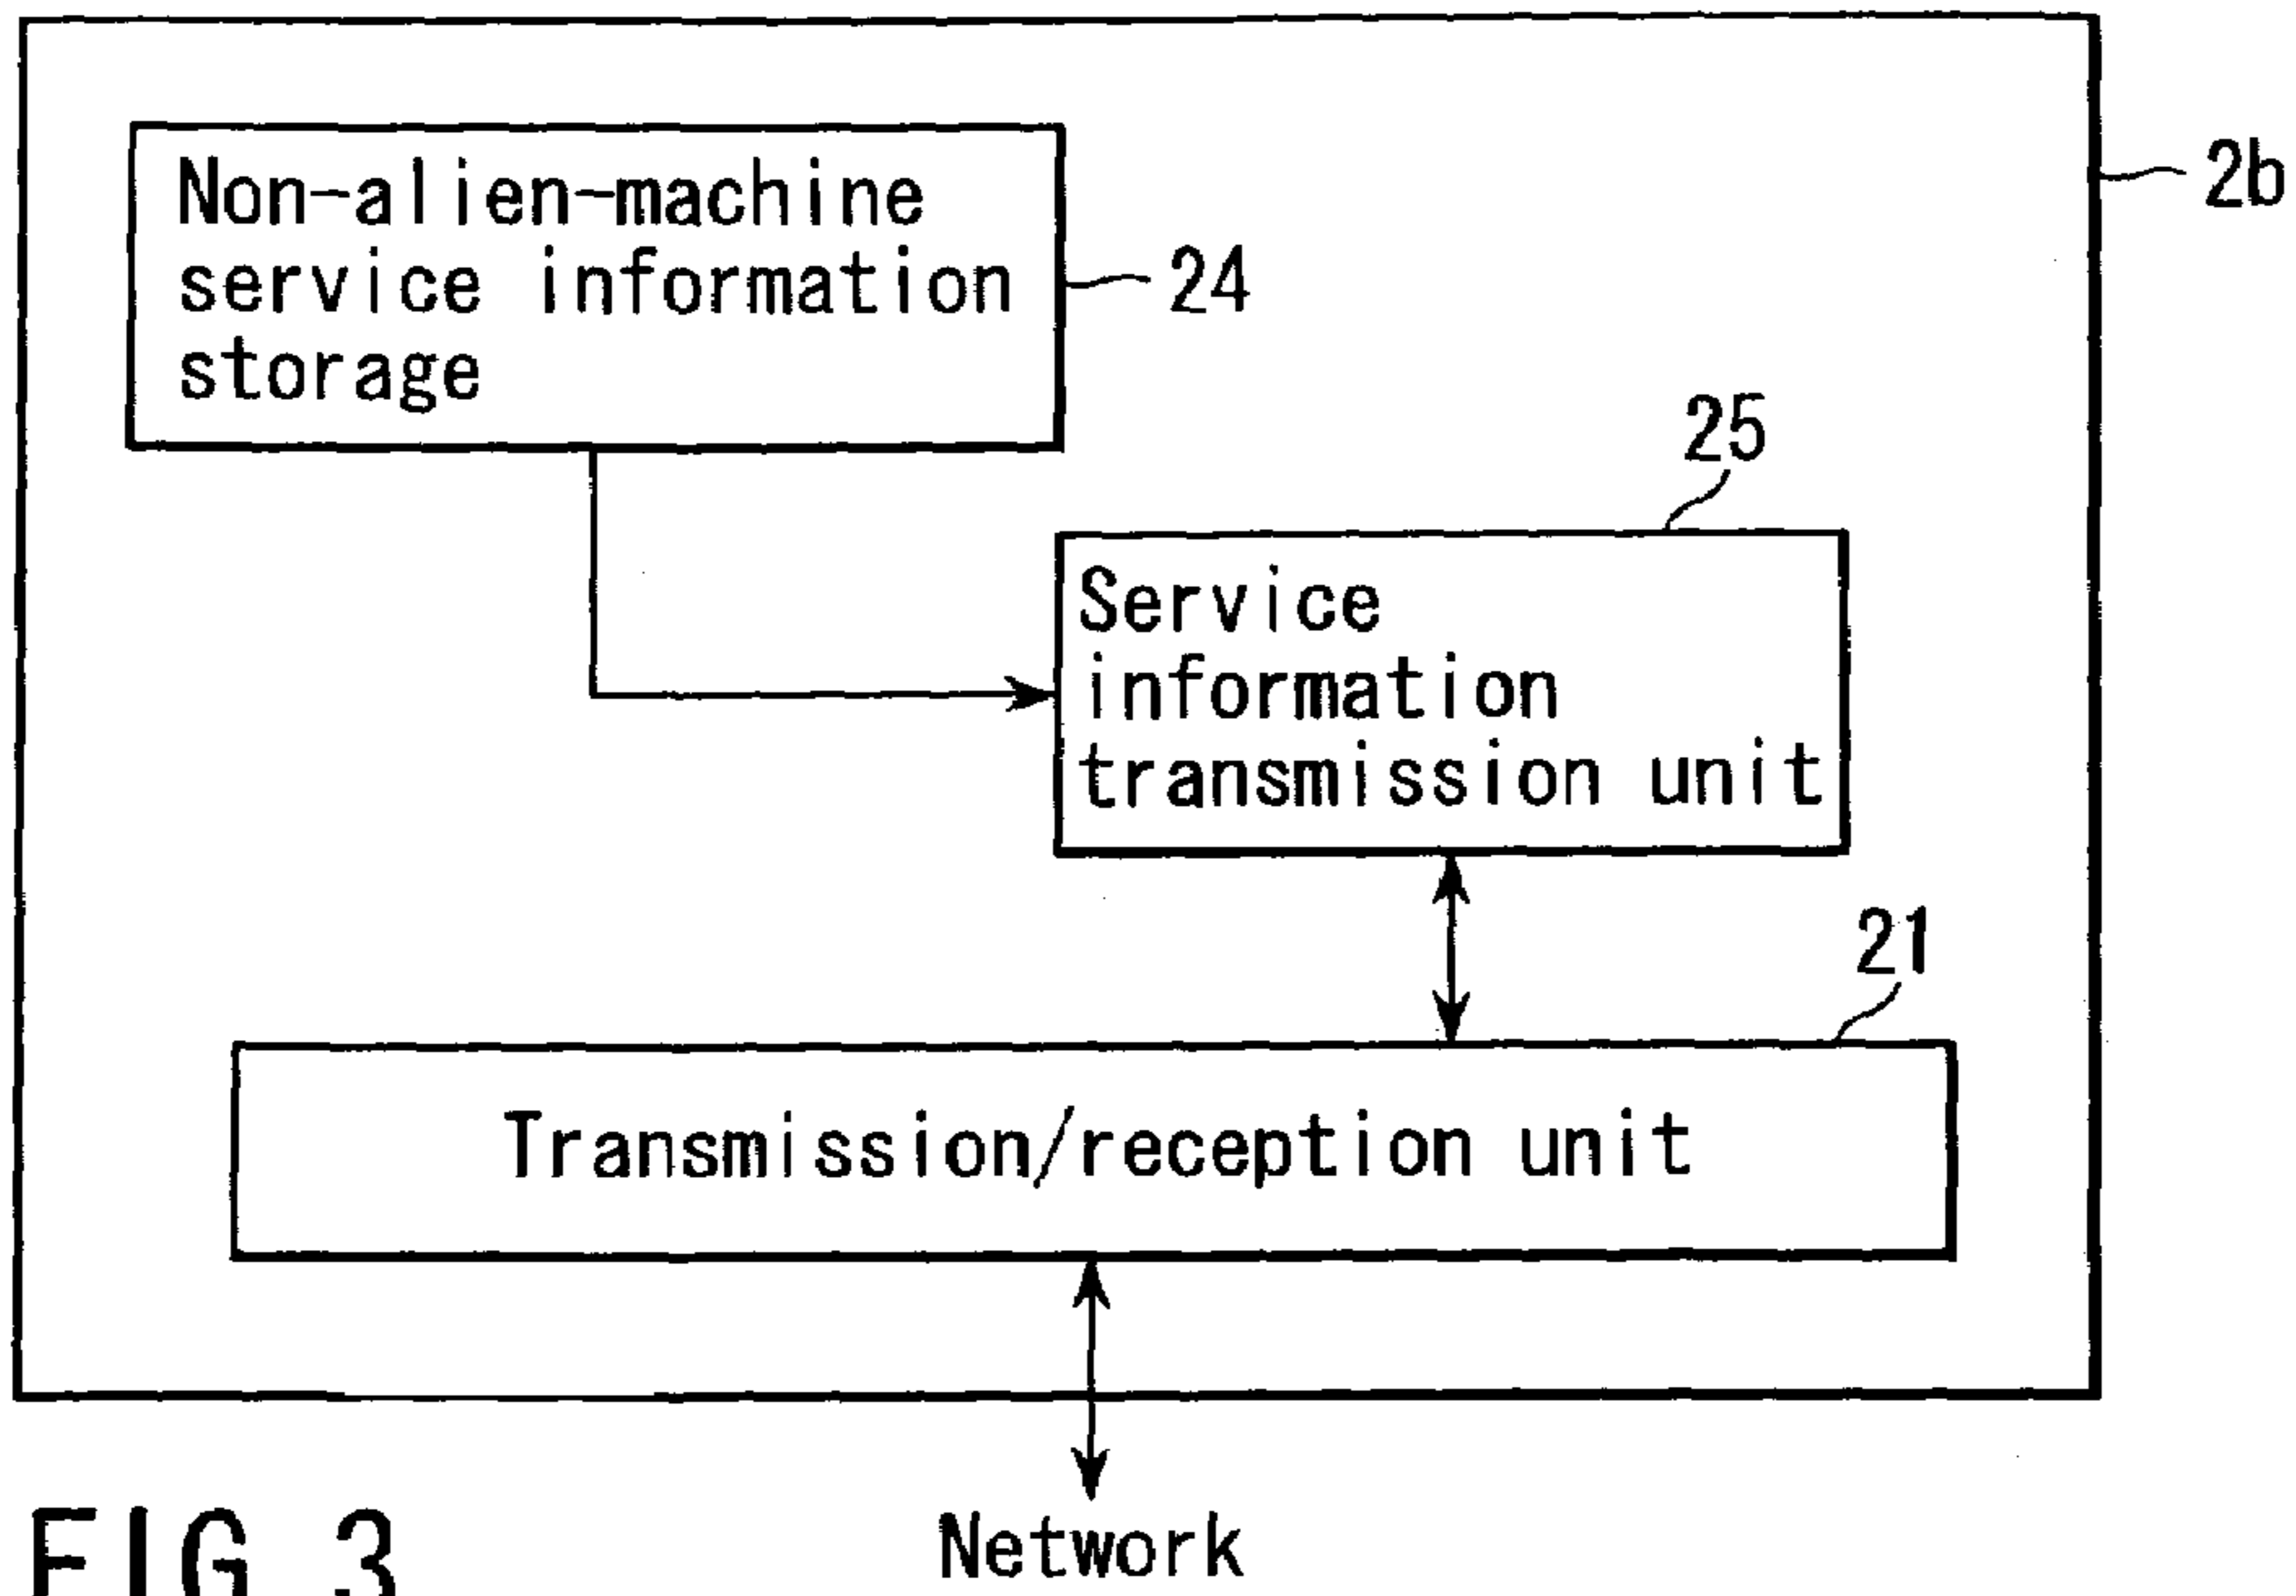 2b
Non-alien-machine
service information
storage
24
25
Service
information
transmission unit
21
Transmission/reception unit
Network
FIG. 3